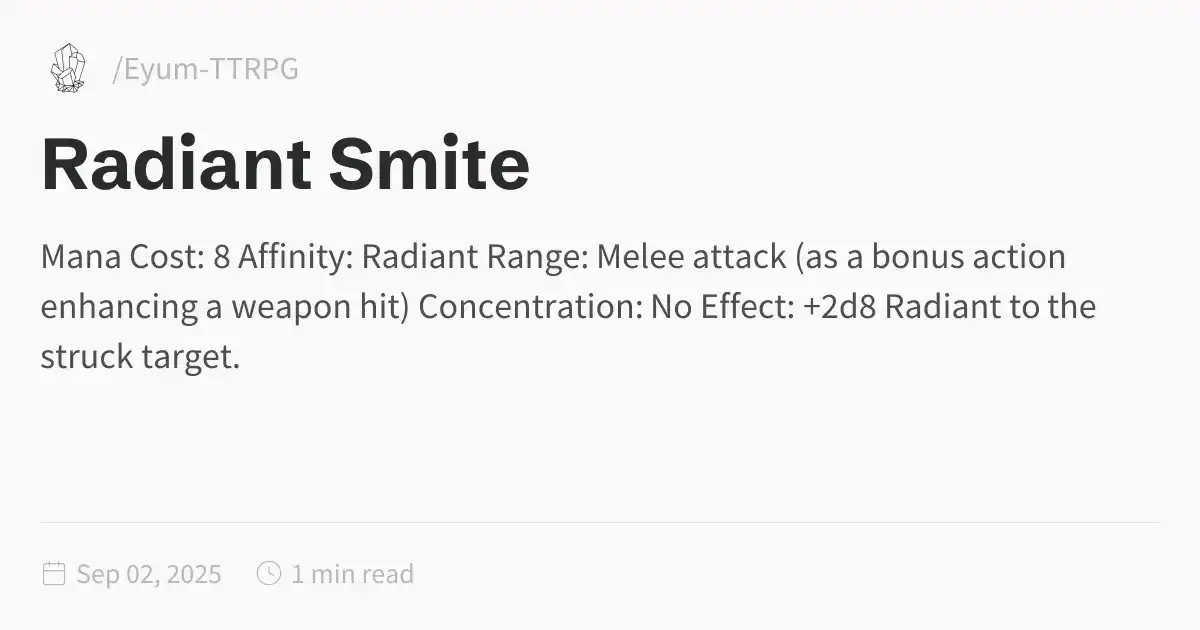 /Eyum-TTRPG
Radiant Smite
Mana Cost: 8 Affinity: Radiant Range: Melee attack (as a bonus action
enhancing a weapon hit) Concentration: No Effect: +2d8 Radiant to the
struck target.
Sep 02, 2025 1 min read